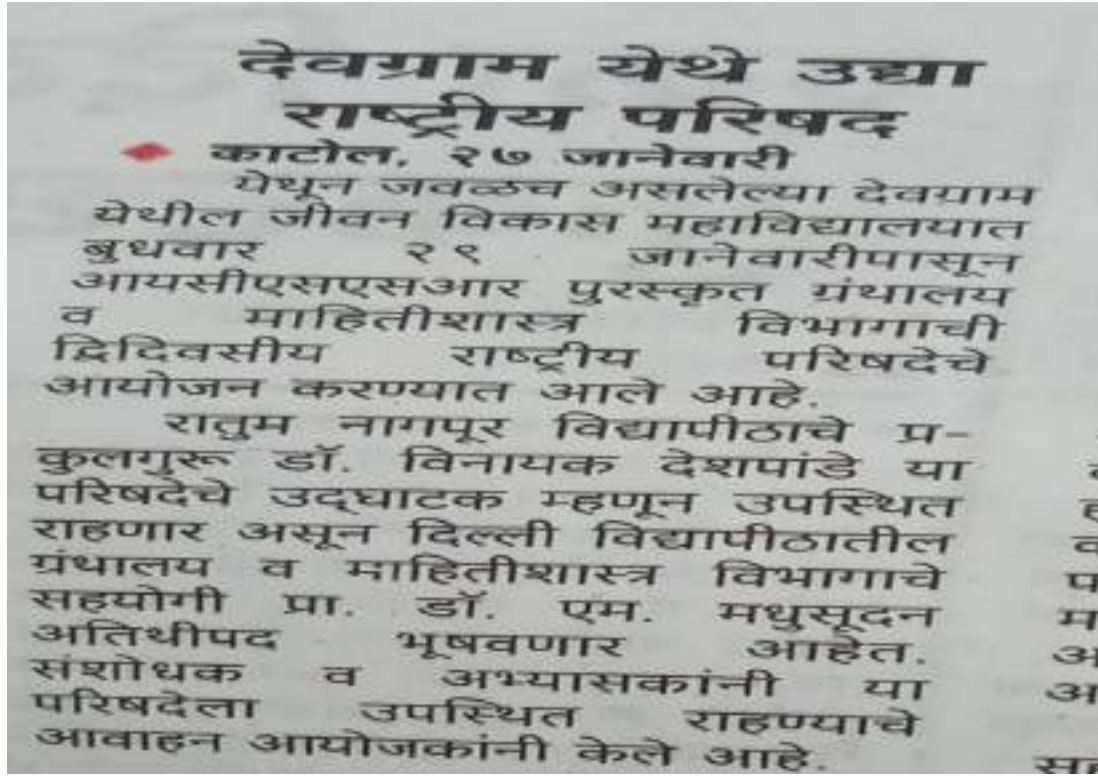 देवग्राम येथे उद्या
राष्ट्रीय परिषद
काटोल, २७ जानेवारी
येथून जवळच असलेल्या देवग्राम
येथील जीवन विकास महाविद्यालयात
बुधवार २९ जानेवारीपासून
आयसीएसएसआर पुरस्कृत ग्रंथालय
व माहितीशास्त्र विभागाची
द्विदिवसीय राष्ट्रीय परिषदेचे
आयोजन करण्यात आले आहे.
रातुम नागपूर विद्यापीठाचे प्र-
कुलगुरू डॉ. विनायक देशपांडे या
परिषदेचे उद्घाटक म्हणून उपस्थित
राहणार असून दिल्ली विद्यापीठातील
ग्रंथालय व माहितीशास्त्र विभागाचे
सहयोगी प्रा. डॉ. एम. मधुसूदन
अतिथीपद भूषवणार आहेत.
संशोधक व अभ्यासकांनी या
परिषदेला उपस्थित राहण्याचे
आवाहन आयोजकांनी केले आहे.